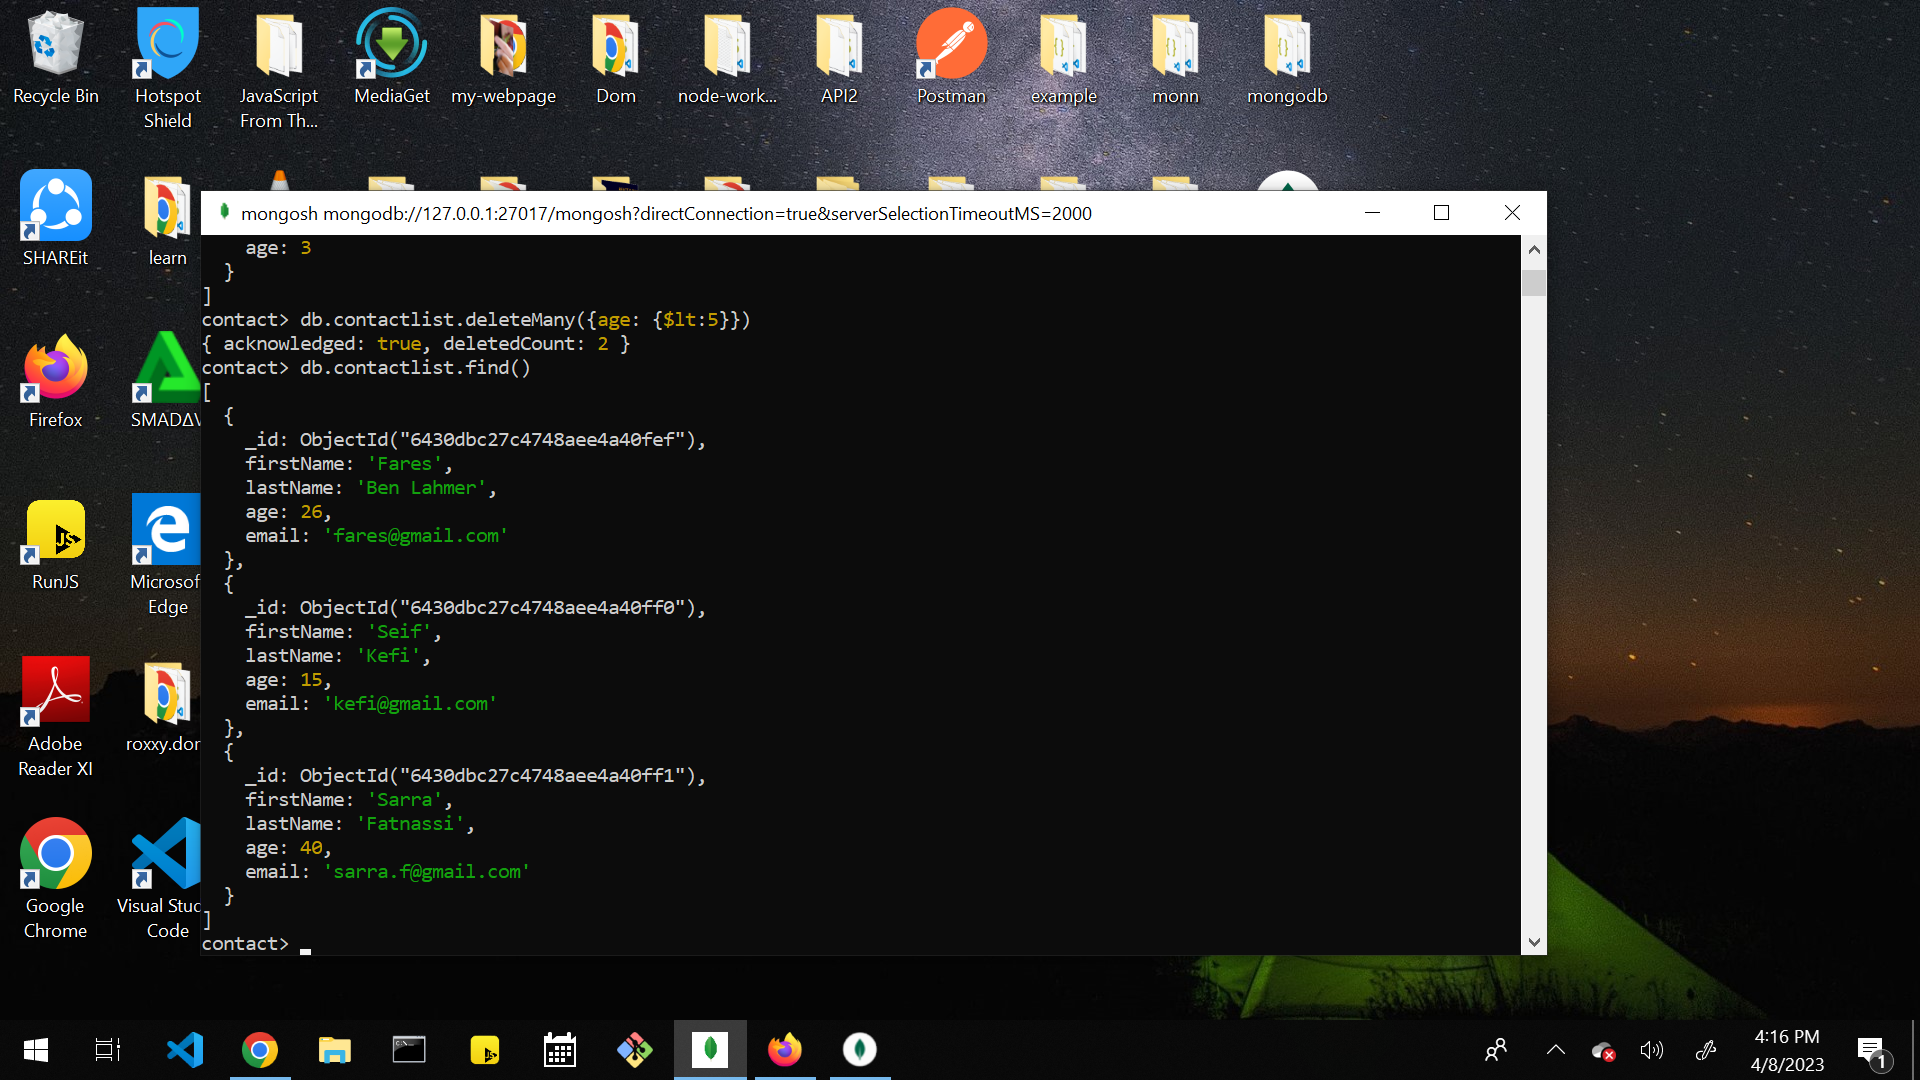 Recycle Bin
Hotspot
Shield
JavaScript
From Th...
MediaGet
my-webpage
Dom
node-work...
API2
Postman
example
monn
mongodb
SHAREit
learn
mongosh mongodb://127.0.0.1:27017/mongosh?directConnection=true&serverSelectionTimeoutMS=2000
age: 3
}
]
contact> db.contactlist.deleteMany({age: {$lt:5}})
{ acknowledged: true, deletedCount: 2 }
contact> db.contactlist.find()
[
{
_id: ObjectId("6430dbc27c4748aee4a40fef"),
firstName: 'Fares',
lastName: 'Ben Lahmer',
age: 26,
email: 'fares@gmail.com'
},
{
_id: ObjectId("6430dbc27c4748aee4a40ff0"),
firstName: 'Seif',
lastName: 'Kefi',
age: 15,
email: 'kefi@gmail.com'
},
{
_id: ObjectId("6430dbc27c4748aee4a40ff1"),
firstName: 'Sarra',
lastName: 'Fatnassi',
age: 40,
email: 'sarra.f@gmail.com'
}
]
contact>
Firefox
SMADΔV
RunJS
JS
Microsof
Edge
Adobe
Reader XI
roxxy.dor
Google
Chrome
Visual Stud
Code
4:16 PM
4/8/2023
1